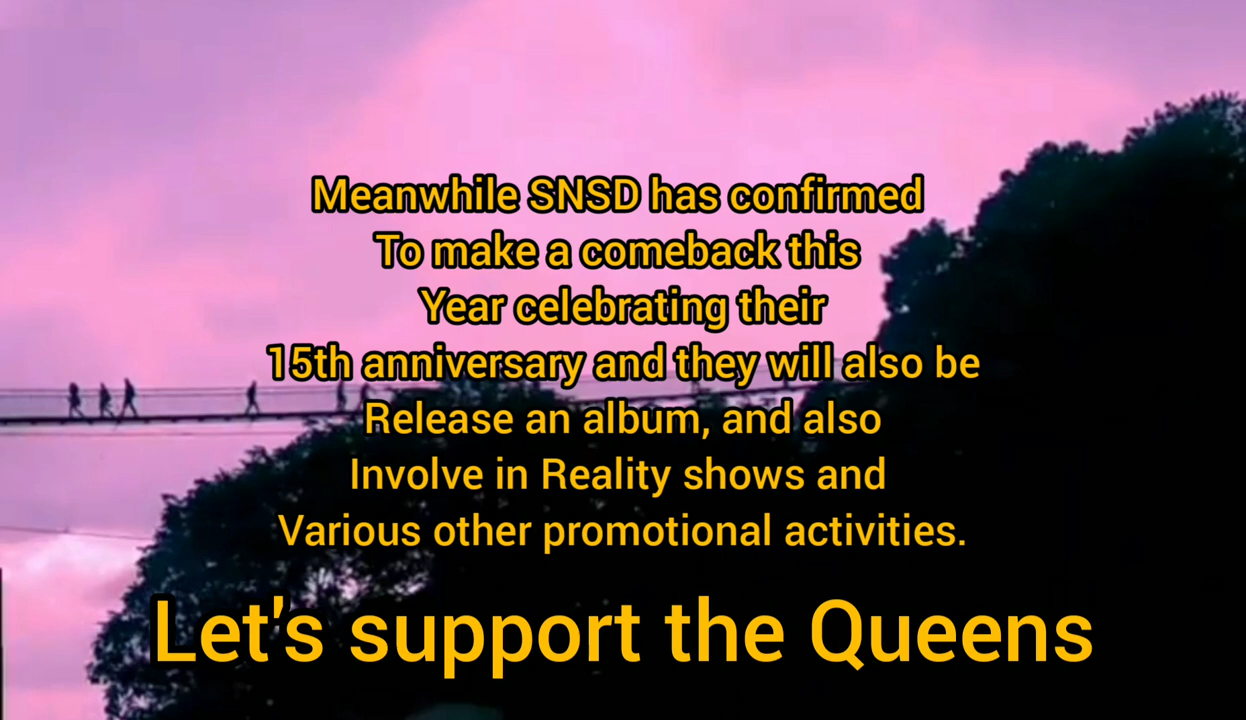 Meanwhile SNSD has confirmed
To make a comeback this
Year celebrating their
15th anniversary and they will also be
Release an album, and also
Involve in Reality shows and
Various other promotional activities.
Let's support the Queens